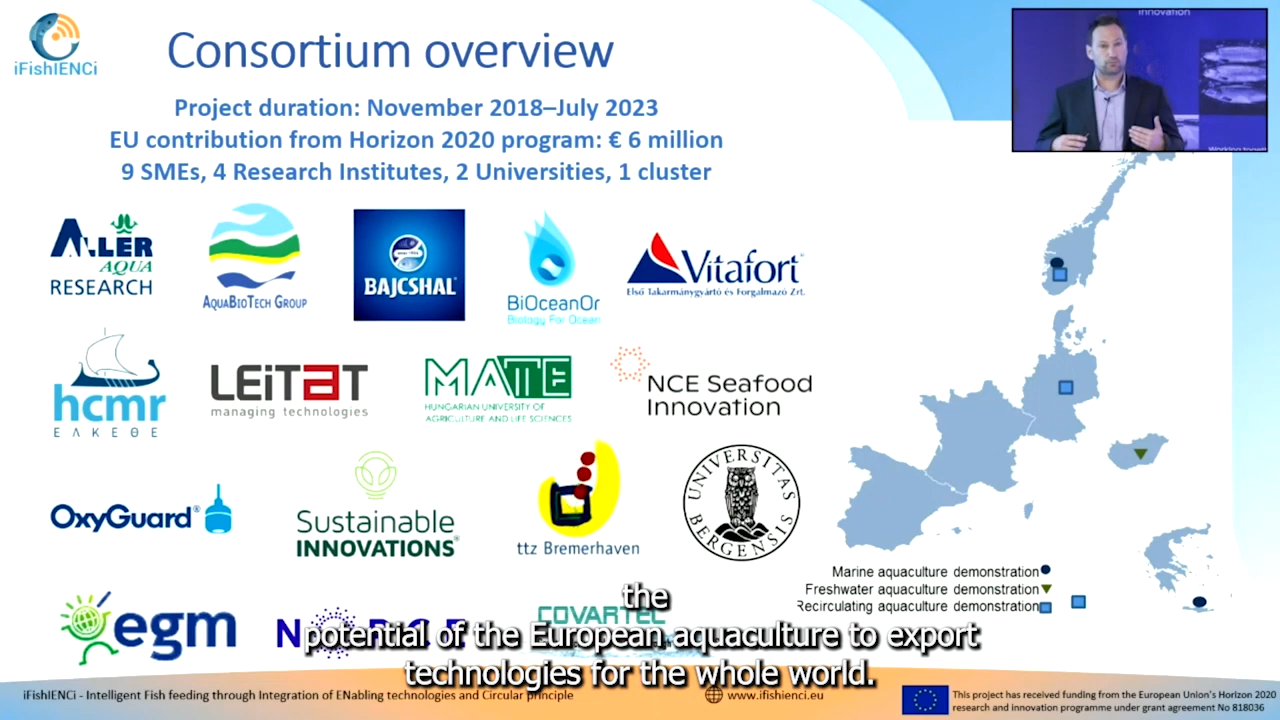 iFishIENCi
Consortium overview
Project duration: November 2018–July 2023
EU contribution from Horizon 2020 program: € 6 million
9 SMEs, 4 Research Institutes, 2 Universities, 1 cluster
innovation
ALLER
AQUA
RESEARCH
AQUABIOTECH GROUP
BAJCSHAL
BiOceanOr
Biology For Ocean
Vitafort
Első Takarmánygyártó és Forgalmazó Zrt.
hcmr
ΕΛΚΕΘΕ
LEiTAT
managing technologies
MATE
HUNGARIAN UNIVERSITY OF
AGRICULTURE AND LIFE SCIENCES
NCE Seafood
Innovation
OxyGuard®
Sustainable
INNOVATIONS®
ttz Bremerhaven
UNIVERSITAS
BERGENSIS
Marine aquaculture demonstration
Freshwater aquaculture demonstration
Recirculating aquaculture demonstration
egm
COVARTEC
the
potential of the European aquaculture to export
technologies for the whole world.
iFishIENCi - Intelligent Fish feeding through Integration of ENabling technologies and Circular principle
www.ifishienci.eu
This project has received funding from the European Union's Horizon 2020
research and innovation programme under grant agreement No 818036